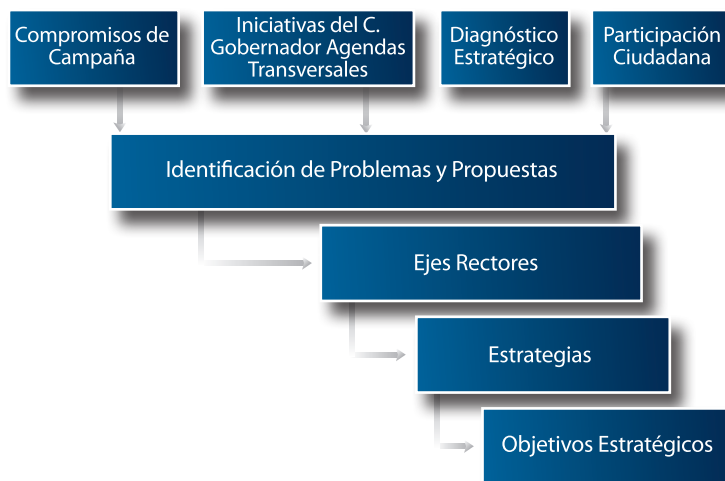 Compromisos de
Campaña
Iniciativas del C.
Gobernador Agendas
Transversales
Diagnóstico
Estratégico
Participación
Ciudadana
Identificación de Problemas y Propuestas
Ejes Rectores
Estrategias
Objetivos Estratégicos